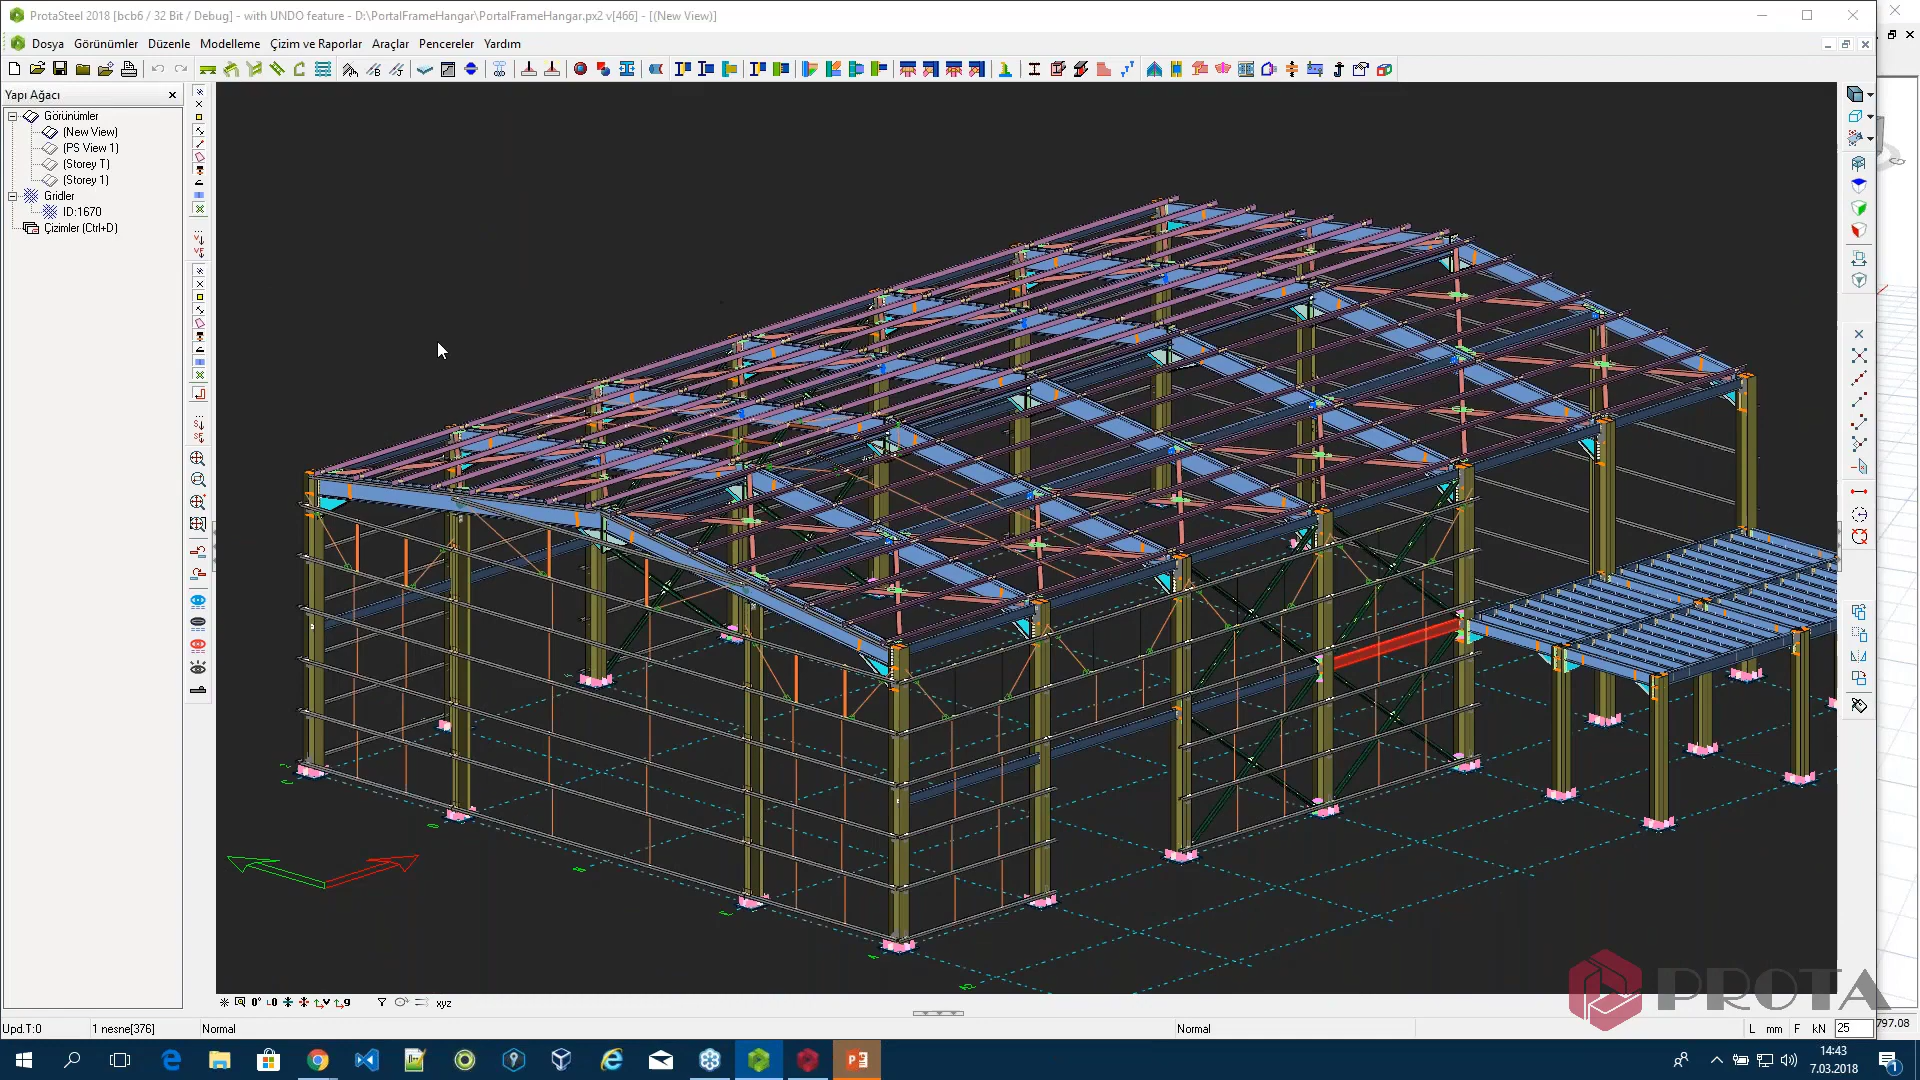 ProtaSteel 2018 [bcb6 / 32 Bit / Debug] - with UNDO feature - D:\PortalFrameHangar\PortalFrameHangar.px2 v[466] - [(New View)]
Dosya Görünümler Düzenle Modelleme Çizim ve Raporlar Araçlar Pencereler Yardım
Yapı Ağacı
Görünümler
(New View)
(PS View 1)
(Storey T)
(Storey 1)
Gridler
ID:1670
Çizimler (Ctrl+D)
xyz
PROTA
Upd.T:0 1 nesne[376] Normal Normal L mm F kN 25 797.08
14:43
7.03.2018